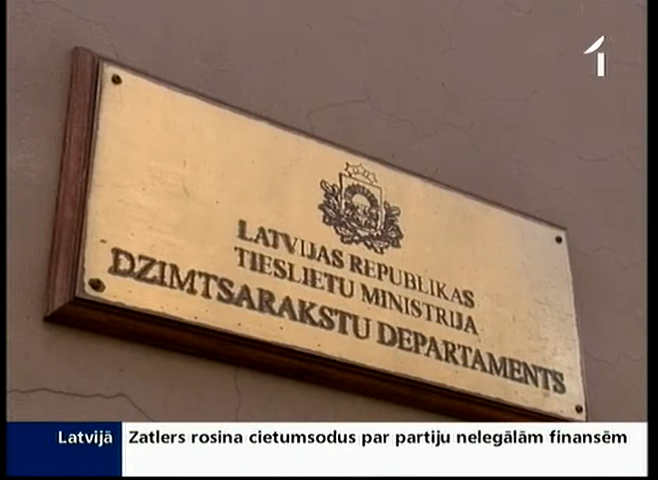 1
LATVIJAS REPUBLIKAS
TIESLIETU MINISTRIJA
DZIMTSARAKSTU DEPARTAMENTS
Latvijā Zatlers rosina cietumsodus par partiju nelegālām finansēm